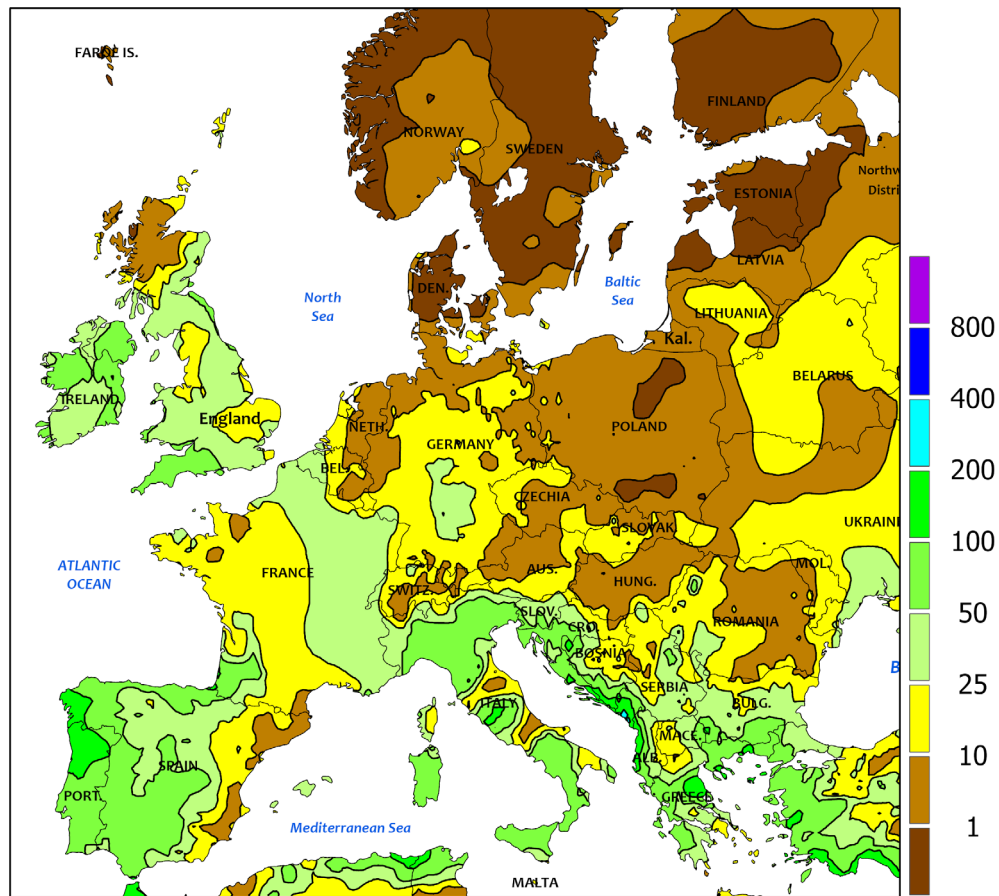 FAROE IS.
FINLAND
NORWAY
SWEDEN
Northw
Distri
ESTONIA
LATVIA
DEN.
Baltic
Sea
North
Sea
LITHUANIA
Kal.
BELARUS
IRELAND
England
NETH.
POLAND
GERMANY
BEL.
CZECHIA
UKRAINI
SLOVAK.
ATLANTIC
OCEAN
FRANCE
AUS.
MOL.
SWITZ.
HUNG.
SLOV.
ROMANIA
CRO.
BOSNIA
B
SERBIA
ITALY
BULG.
MACE.
SPAIN
ALB.
PORT.
GREECE
Mediterranean Sea
MALTA
800
400
200
100
50
25
10
1